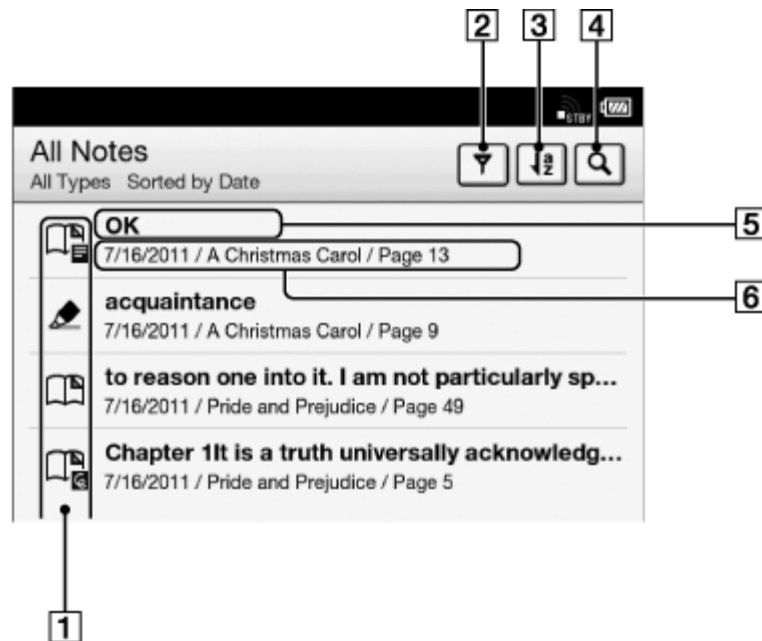 2 3 4
STBY
All Notes
a
z
All Types Sorted by Date
OK
5
7/16/2011 / A Christmas Carol / Page 13
6
acquaintance
7/16/2011 / A Christmas Carol / Page 9
to reason one into it. I am not particularly sp...
7/16/2011 / Pride and Prejudice / Page 49
Chapter 1It is a truth universally acknowledg...
7/16/2011 / Pride and Prejudice / Page 5
1